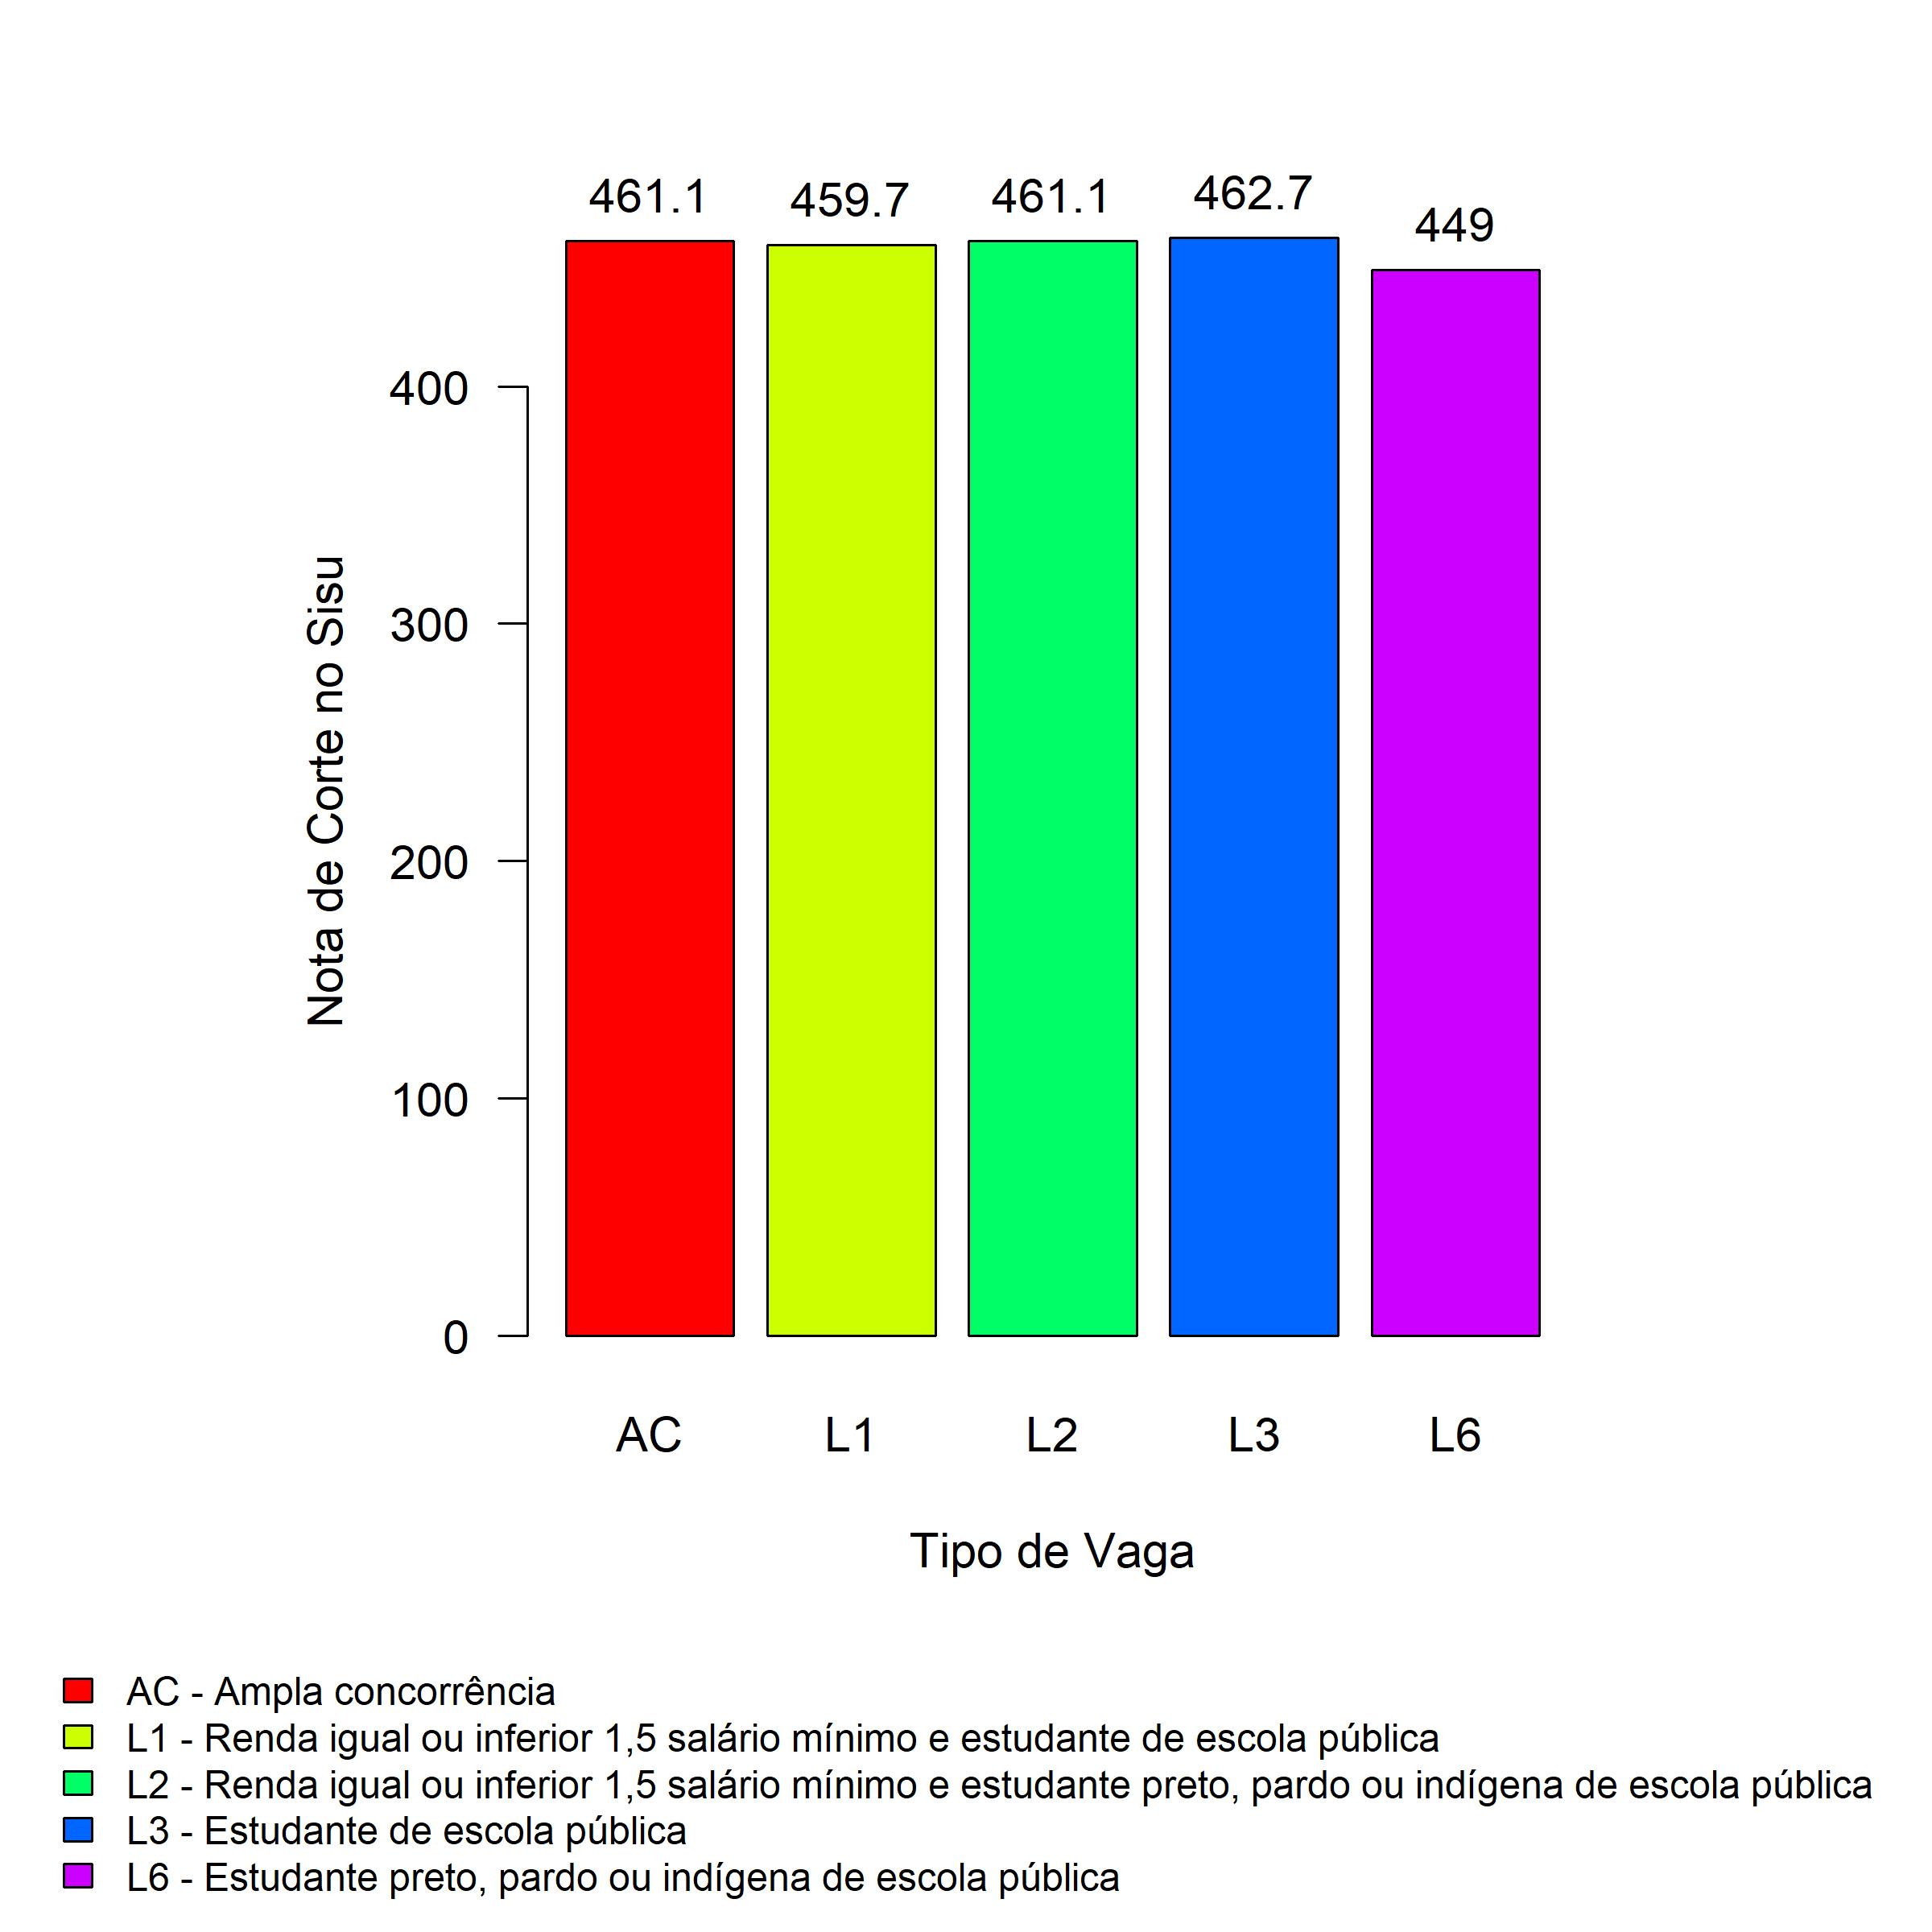 461.1 459.7 461.1 462.7 449
Nota de Corte no Sisu
400
300
200
100
0
AC L1 L2 L3 L6
Tipo de Vaga
AC - Ampla concorrência
L1 - Renda igual ou inferior 1,5 salário mínimo e estudante de escola pública
L2 - Renda igual ou inferior 1,5 salário mínimo e estudante preto, pardo ou indígena de escola pública
L3 - Estudante de escola pública
L6 - Estudante preto, pardo ou indígena de escola pública